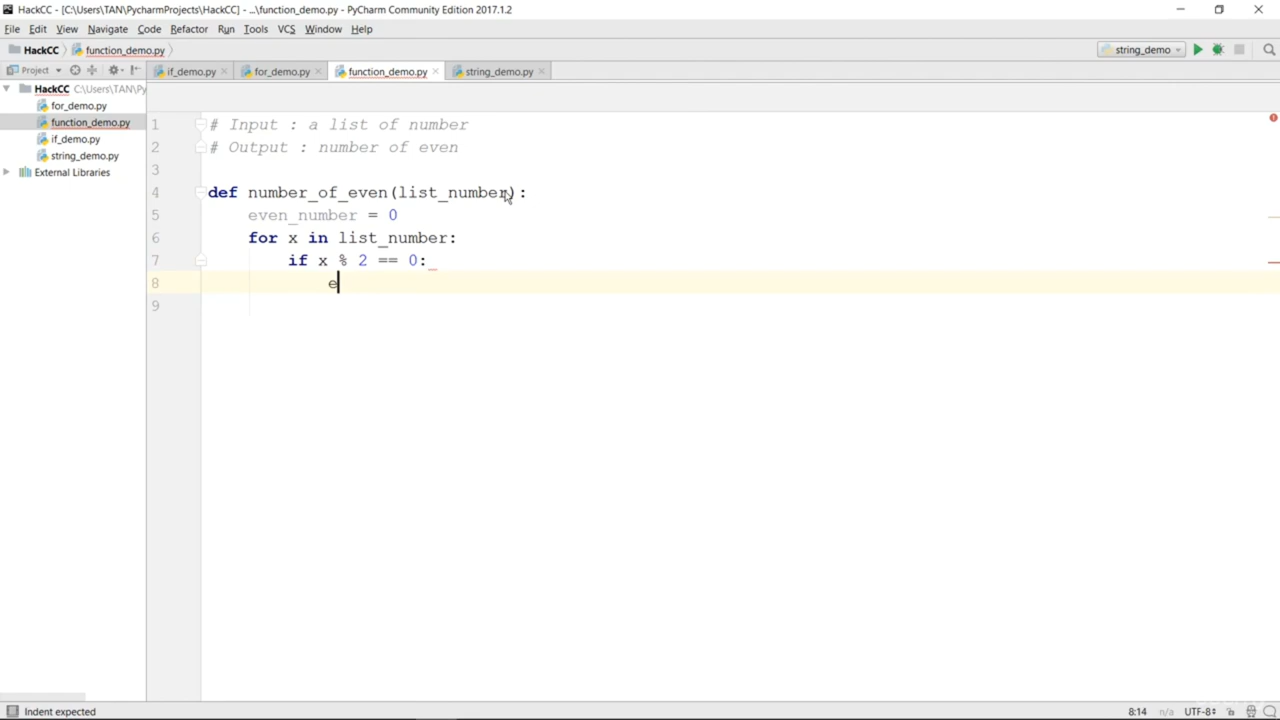 HackCC - [C:\Users\TAN\PycharmProjects\HackCC] - ...\function_demo.py - PyCharm Community Edition 2017.1.2
File Edit View Navigate Code Refactor Run Tools VCS Window Help
HackCC function_demo.py string_demo
Project if_demo.py for_demo.py function_demo.py string_demo.py
HackCC C:\Users\TAN\Py
for_demo.py
function_demo.py
if_demo.py
string_demo.py
External Libraries
1 # Input : a list of number
2 # Output : number of even
3
4 def number_of_even(list_number):
5 even_number = 0
6 for x in list_number:
7 if x % 2 == 0:
8 e
9
Indent expected 8:14 n/a UTF-8